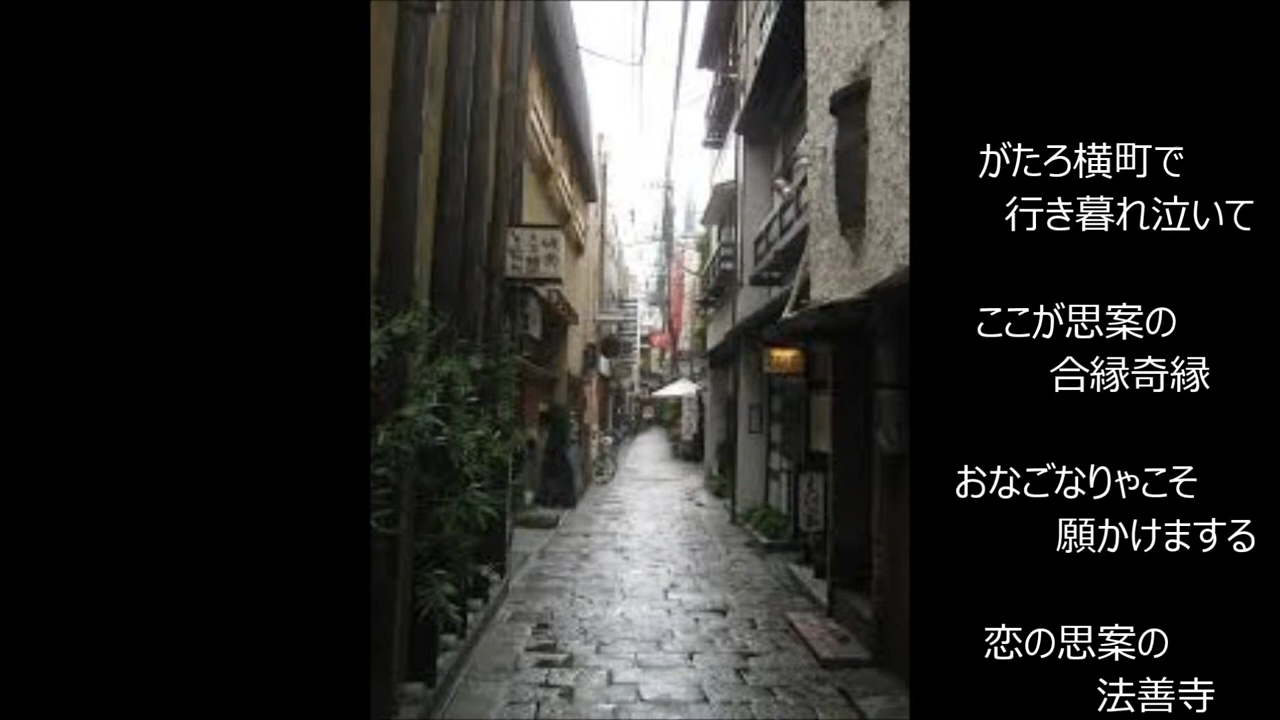 がたろ横町で
行き暮れ泣いて
ここが思案の
合縁奇縁
おなごなりゃこそ
願かけまする
恋の思案の
法善寺